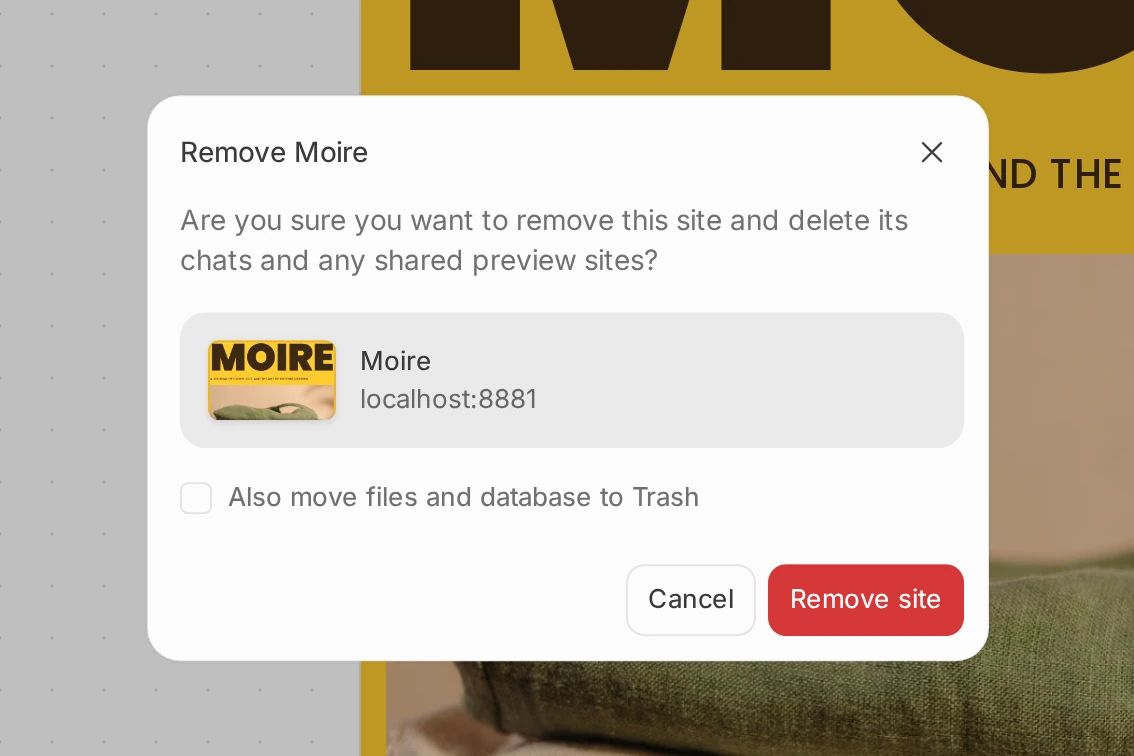 Remove Moire
ND THE
Are you sure you want to remove this site and delete its
chats and any shared preview sites?
MOIRE
Moire
localhost:8881
Also move files and database to Trash
Cancel
Remove site